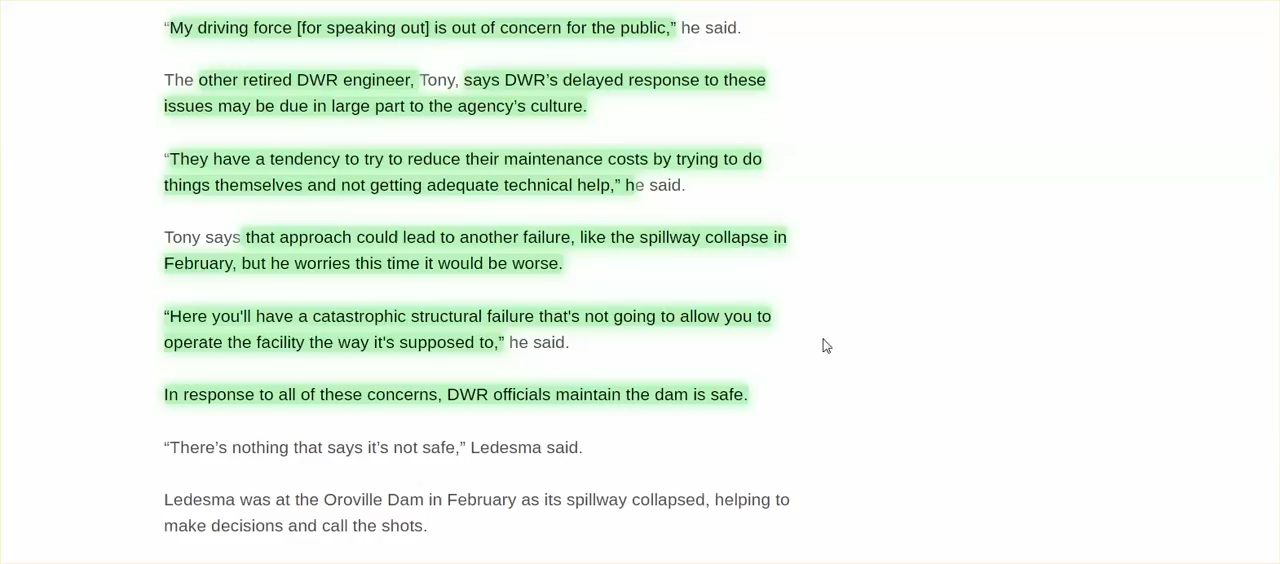 “My driving force [for speaking out] is out of concern for the public,” he said.
The other retired DWR engineer, Tony, says DWR’s delayed response to these
issues may be due in large part to the agency’s culture.
“They have a tendency to try to reduce their maintenance costs by trying to do
things themselves and not getting adequate technical help,” he said.
Tony says that approach could lead to another failure, like the spillway collapse in
February, but he worries this time it would be worse.
“Here you'll have a catastrophic structural failure that's not going to allow you to
operate the facility the way it's supposed to,” he said.
In response to all of these concerns, DWR officials maintain the dam is safe.
“There’s nothing that says it’s not safe,” Ledesma said.
Ledesma was at the Oroville Dam in February as its spillway collapsed, helping to
make decisions and call the shots.